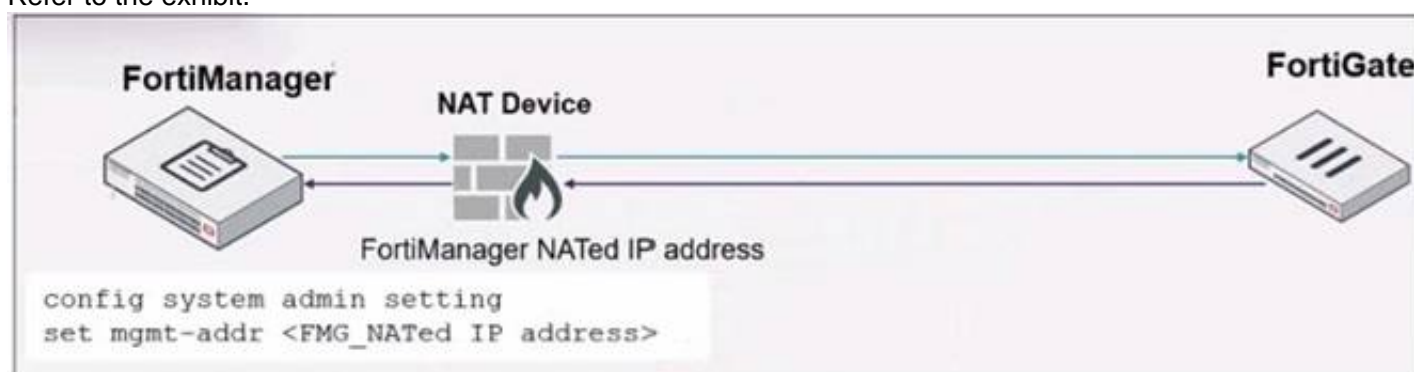 Refer to the exhibit.
FortiManager
FortiGate
NAT Device
FortiManager NATed IP address
config system admin setting
set mgmt-addr <FMG_NATed IP address>